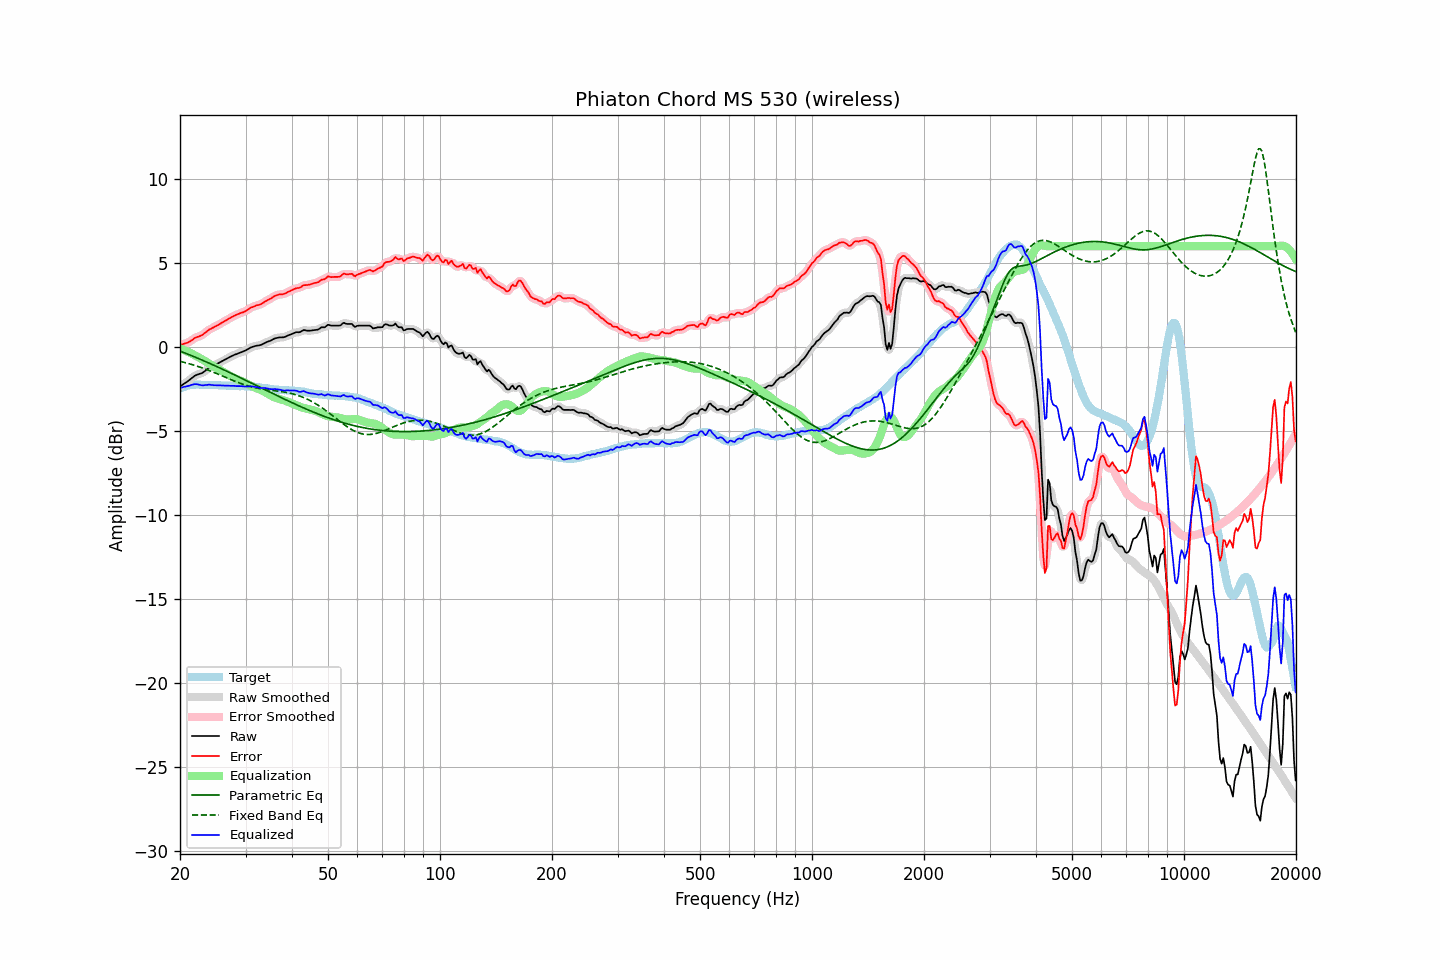 Phiaton Chord MS 530 (wireless)
Amplitude (dBr)
10
5
0
−5
−10
−15
−20
−25
−30
Target
Raw Smoothed
Error Smoothed
Raw
Error
Equalization
Parametric Eq
Fixed Band Eq
Equalized
20 50 100 200 500 1000 2000 5000 10000 20000
Frequency (Hz)